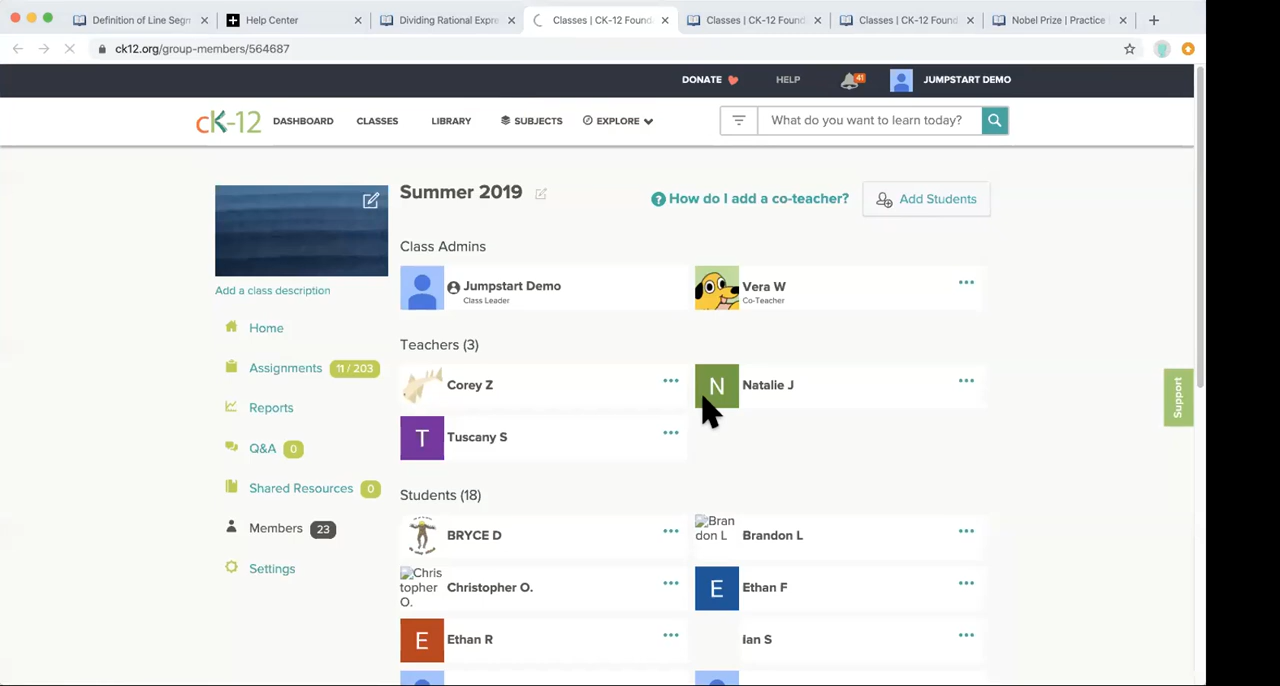 Definition of Line Segn
Help Center
Dividing Rational Expre
Classes | CK-12 Found
Classes | CK-12 Found
Classes | CK-12 Found
Nobel Prize | Practice
ck12.org/group-members/564687
DONATE
HELP
41
JUMPSTART DEMO
cK-12
DASHBOARD
CLASSES
LIBRARY
SUBJECTS
EXPLORE
What do you want to learn today?
Summer 2019
How do I add a co-teacher?
Add Students
Add a class description
Class Admins
Jumpstart Demo
Class Leader
Vera W
Co-Teacher
Home
Assignments 11 / 203
Reports
Q&A 0
Shared Resources 0
Members 23
Settings
Teachers (3)
Corey Z
N Natalie J
T Tuscany S
Students (18)
BRYCE D
Bran
don L
Brandon L
Chris
topher
O.
Christopher O.
E Ethan F
E Ethan R
Ian S
Support